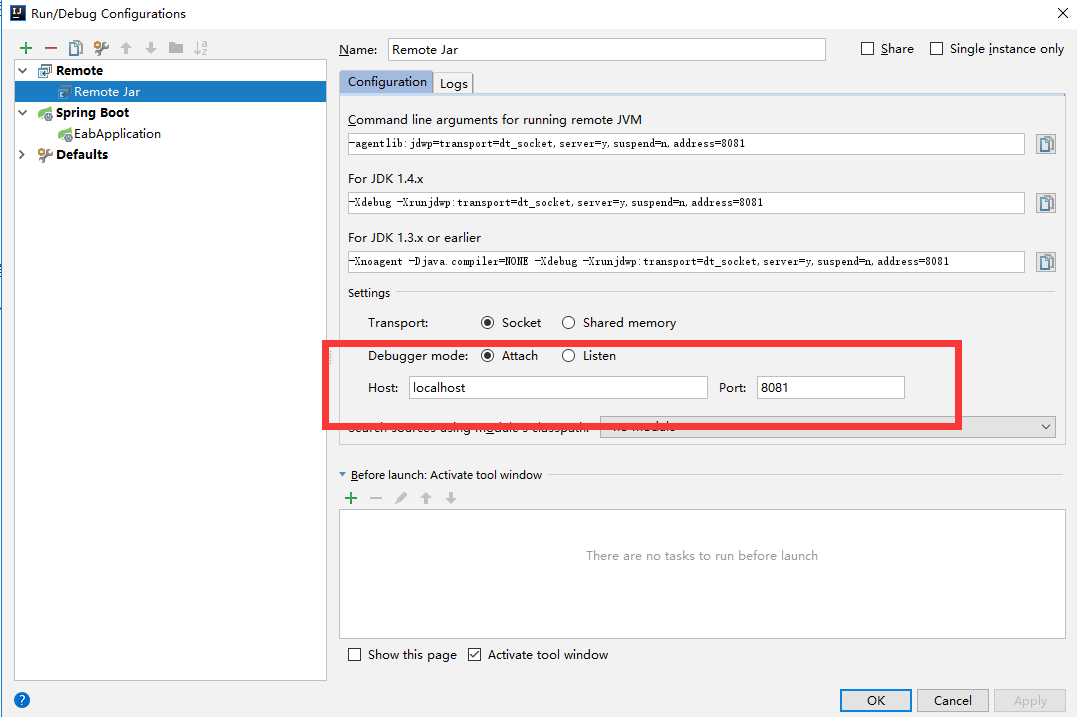 Run/Debug Configurations
Name: Remote Jar
Share
Single instance only
Remote
Remote Jar
Spring Boot
EabApplication
Defaults
Configuration
Logs
Command line arguments for running remote JVM
-agentlib:jdwp=transport=dt_socket,server=y,suspend=n,address=8081
For JDK 1.4.x
-Xdebug -Xrunjdwp:transport=dt_socket,server=y,suspend=n,address=8081
For JDK 1.3.x or earlier
-Xnoagent -Djava.compiler=NONE -Xdebug -Xrunjdwp:transport=dt_socket,server=y,suspend=n,address=8081
Settings
Transport: Socket Shared memory
Debugger mode: Attach Listen
Host: localhost Port: 8081
Search sources using module's classpath:
Before launch: Activate tool window
There are no tasks to run before launch
Show this page Activate tool window
? OK Cancel Apply